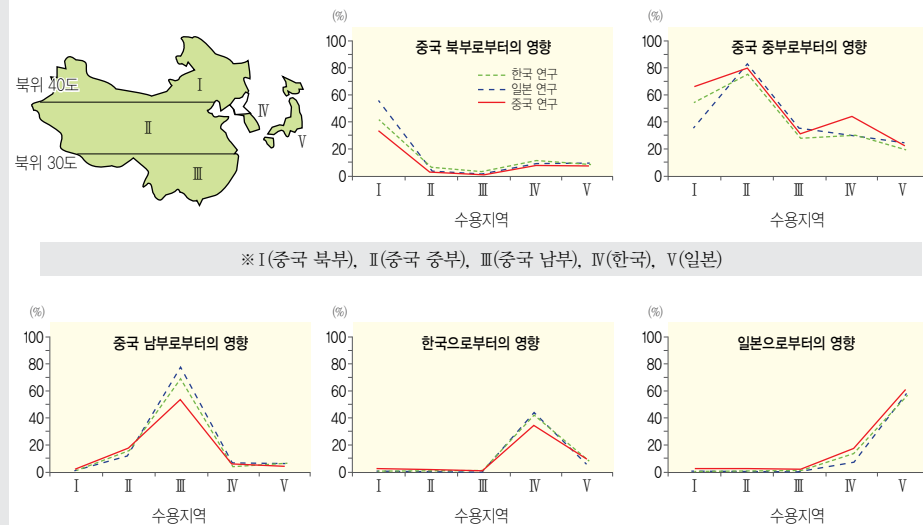 북위 40도
북위 30도
Ⅰ
Ⅱ
Ⅲ
Ⅳ
Ⅴ
(%)
중국 북부로부터의 영향
한국 연구
일본 연구
중국 연구
100
80
60
40
20
0
Ⅰ Ⅱ Ⅲ Ⅳ Ⅴ
수용지역
(%)
중국 중부로부터의 영향
100
80
60
40
20
0
Ⅰ Ⅱ Ⅲ Ⅳ Ⅴ
수용지역
※Ⅰ(중국 북부), Ⅱ(중국 중부), Ⅲ(중국 남부), Ⅳ(한국), Ⅴ(일본)
(%)
중국 남부로부터의 영향
100
80
60
40
20
0
Ⅰ Ⅱ Ⅲ Ⅳ Ⅴ
수용지역
(%)
한국으로부터의 영향
100
80
60
40
20
0
Ⅰ Ⅱ Ⅲ Ⅳ Ⅴ
수용지역
(%)
일본으로부터의 영향
100
80
60
40
20
0
Ⅰ Ⅱ Ⅲ Ⅳ Ⅴ
수용지역